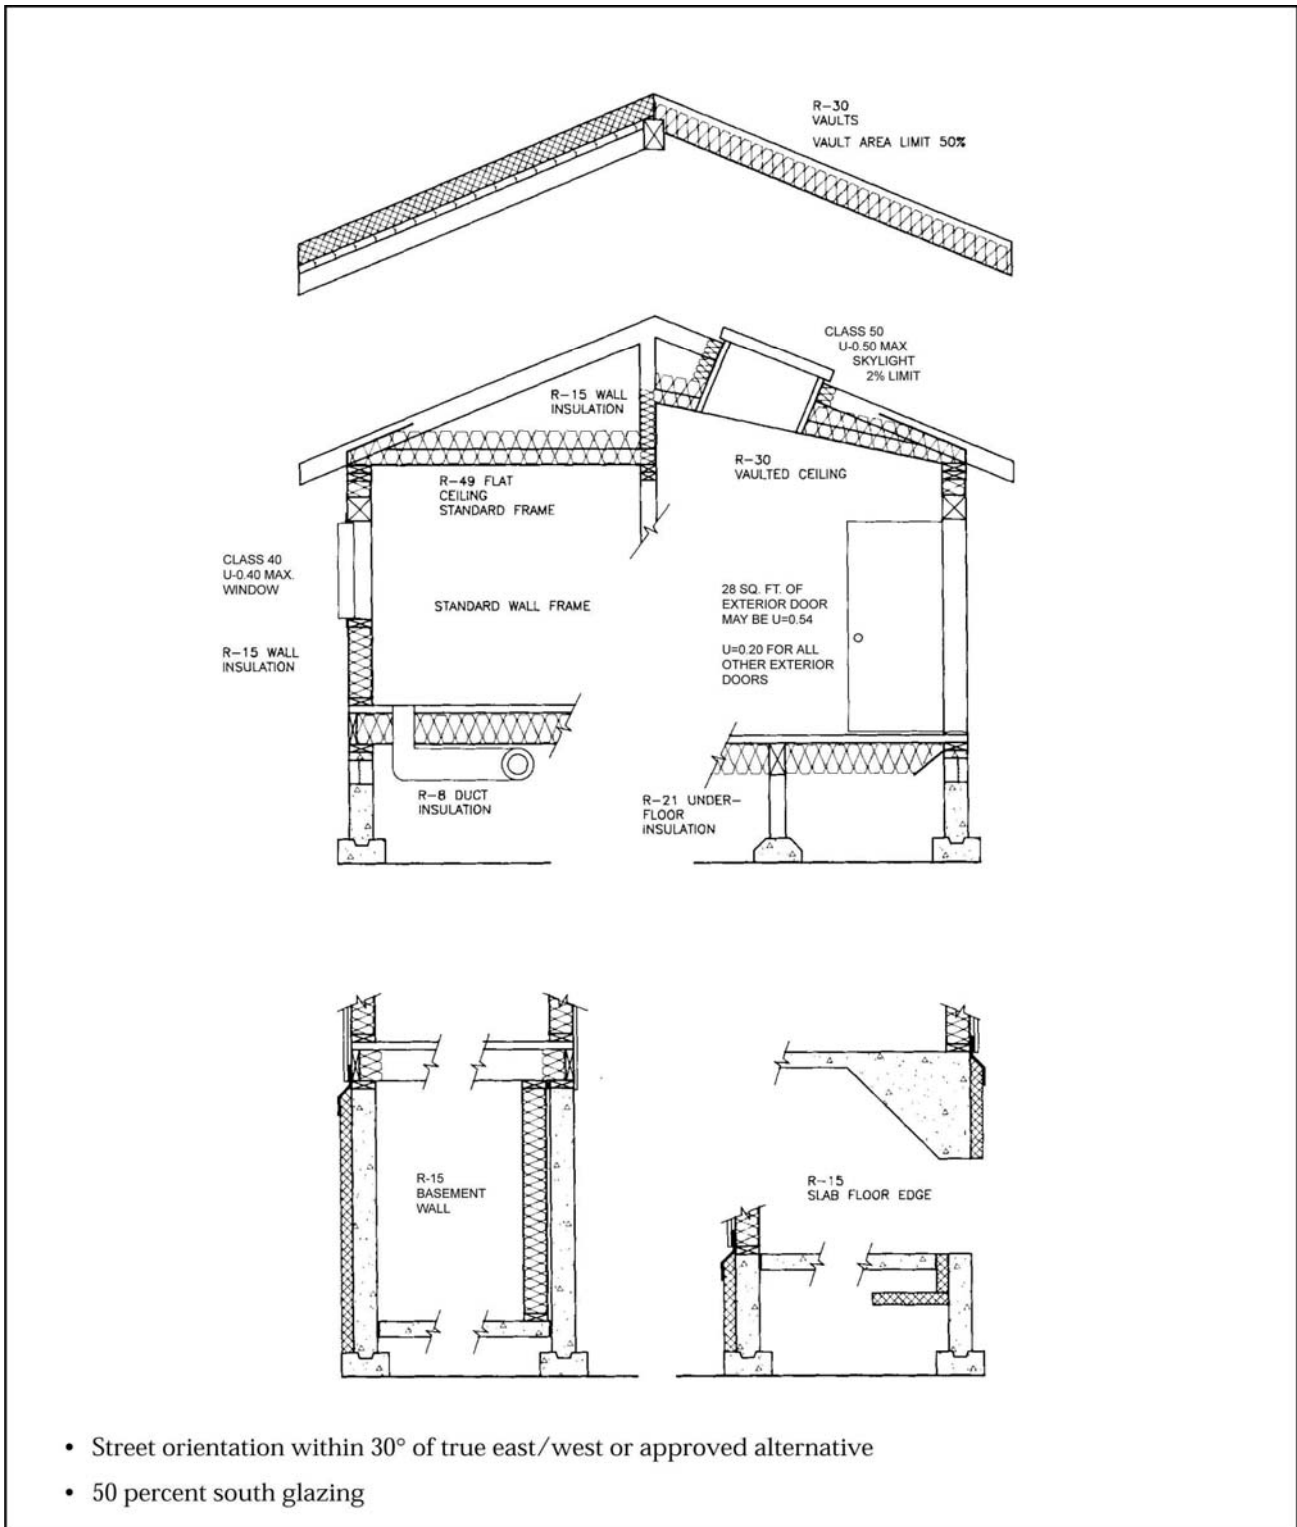 R-30
VAULTS
VAULT AREA LIMIT 50%
CLASS 50
U-0.50 MAX
SKYLIGHT
2% LIMIT
R-15 WALL
INSULATION
R-30
VAULTED CEILING
R-49 FLAT
CEILING
STANDARD FRAME
CLASS 40
U-0.40 MAX.
WINDOW
STANDARD WALL FRAME
28 SQ. FT. OF
EXTERIOR DOOR
MAY BE U=0.54
U=0.20 FOR ALL
OTHER EXTERIOR
DOORS
R-15 WALL
INSULATION
R-8 DUCT
INSULATION
R-21 UNDER-
FLOOR
INSULATION
R-15
BASEMENT
WALL
R-15
SLAB FLOOR EDGE
• Street orientation within 30° of true east/west or approved alternative
• 50 percent south glazing